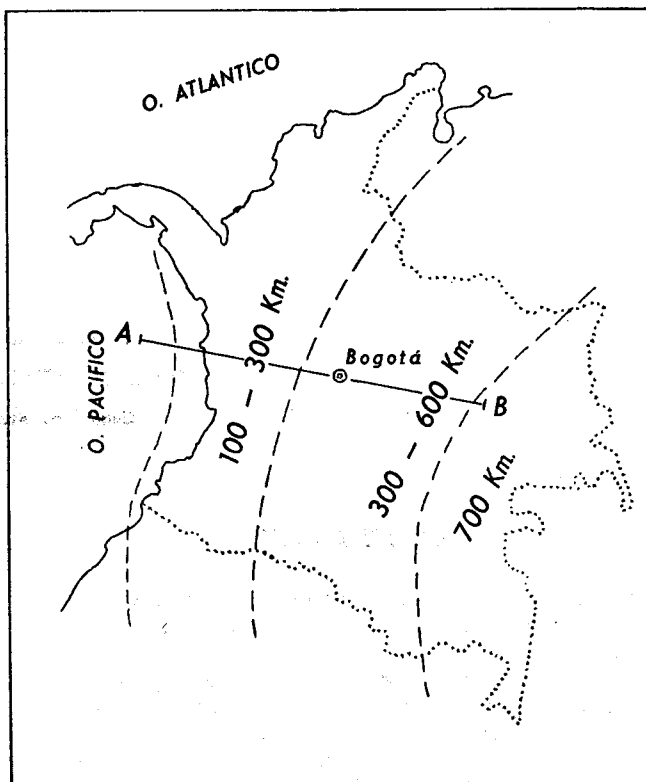 O. ATLANTICO
O. PACIFICO
A
100 – 300 Km.
Bogotá
300 – 600 Km.
B
700 Km.